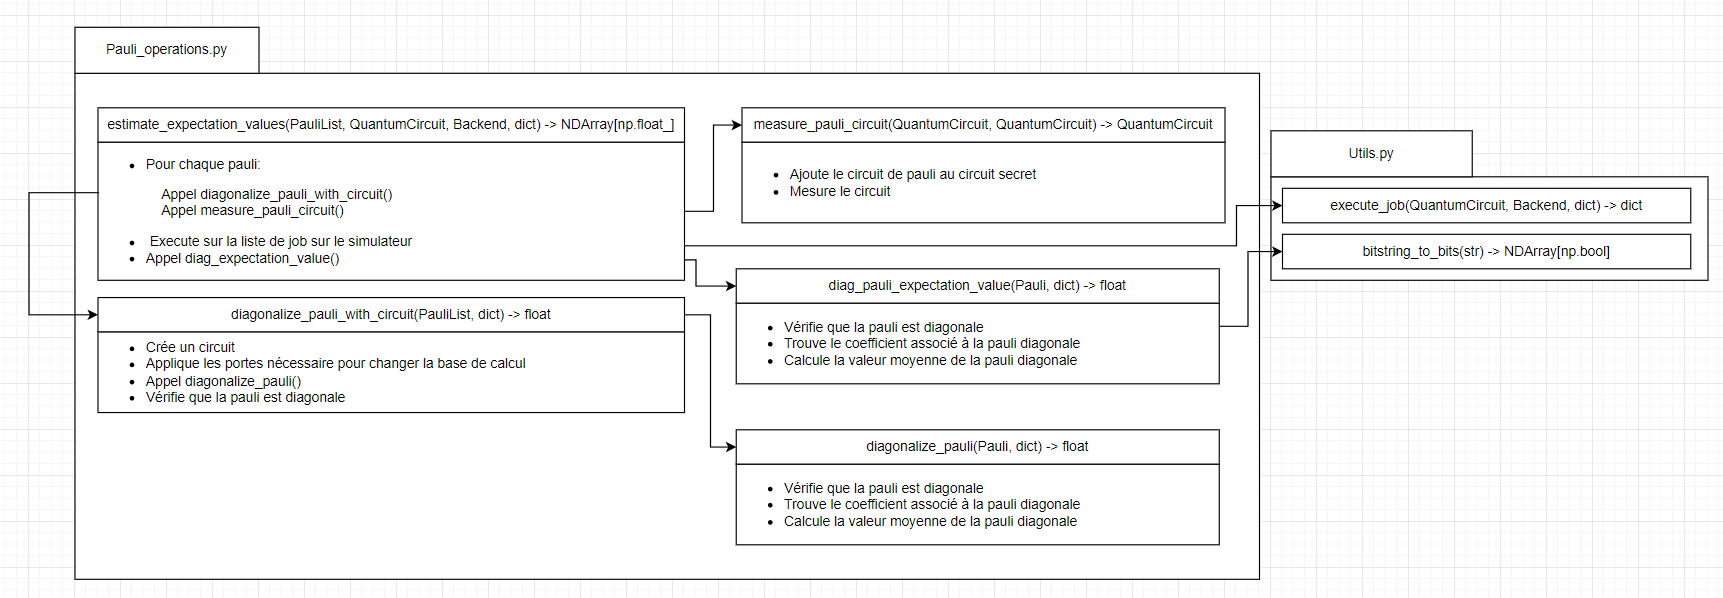 Pauli_operations.py
estimate_expectation_values(PauliList, QuantumCircuit, Backend, dict) -> NDArray[np.float_]
Pour chaque pauli:
Appel diagonalize_pauli_with_circuit()
Appel measure_pauli_circuit()
Execute sur la liste de job sur le simulateur
Appel diag_expectation_value()
diagonalize_pauli_with_circuit(PauliList, dict) -> float
Crée un circuit
Applique les portes nécessaire pour changer la base de calcul
Appel diagonalize_pauli()
Vérifie que la pauli est diagonale
measure_pauli_circuit(QuantumCircuit, QuantumCircuit) -> QuantumCircuit
Ajoute le circuit de pauli au circuit secret
Mesure le circuit
diag_pauli_expectation_value(Pauli, dict) -> float
Vérifie que la pauli est diagonale
Trouve le coefficient associé à la pauli diagonale
Calcule la valeur moyenne de la pauli diagonale
diagonalize_pauli(Pauli, dict) -> float
Vérifie que la pauli est diagonale
Trouve le coefficient associé à la pauli diagonale
Calcule la valeur moyenne de la pauli diagonale
Utils.py
execute_job(QuantumCircuit, Backend, dict) -> dict
bitstring_to_bits(str) -> NDArray[np.bool]